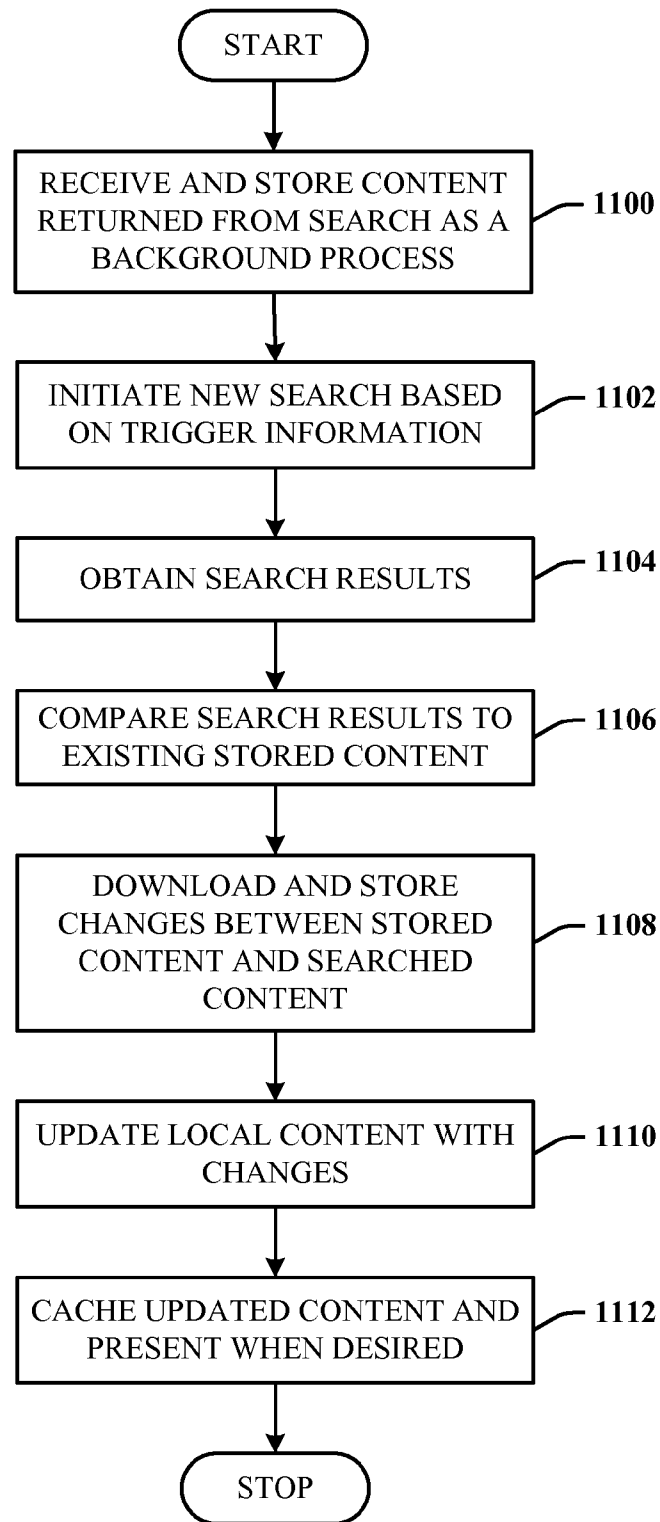 START
RECEIVE AND STORE CONTENT
RETURNED FROM SEARCH AS A
BACKGROUND PROCESS
1100
INITIATE NEW SEARCH BASED
ON TRIGGER INFORMATION
1102
OBTAIN SEARCH RESULTS
1104
COMPARE SEARCH RESULTS TO
EXISTING STORED CONTENT
1106
DOWNLOAD AND STORE
CHANGES BETWEEN STORED
CONTENT AND SEARCHED
CONTENT
1108
UPDATE LOCAL CONTENT WITH
CHANGES
1110
CACHE UPDATED CONTENT AND
PRESENT WHEN DESIRED
1112
STOP